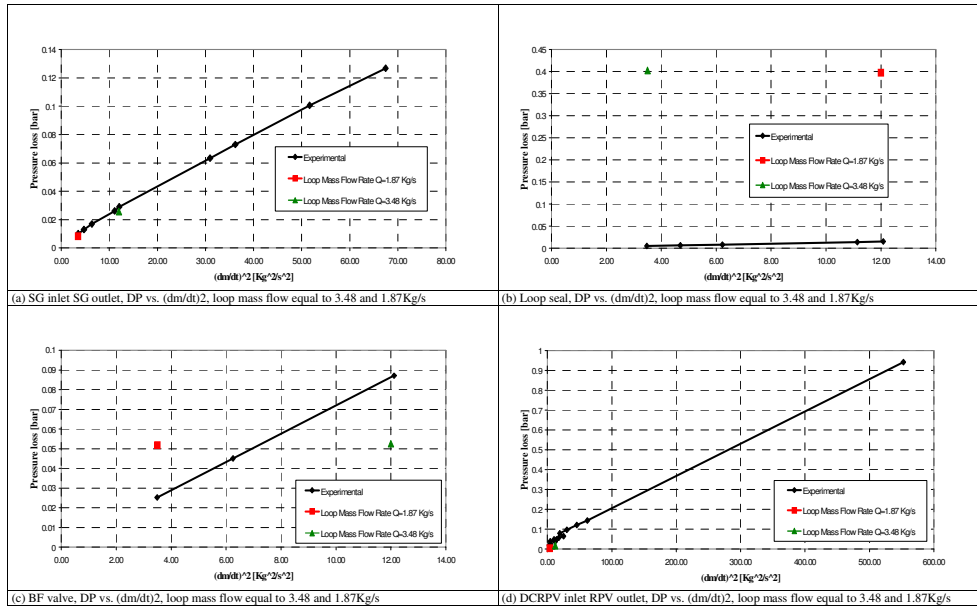 0.14
0.12
0.1
0.08
0.06
0.04
0.02
0
Pressure loss [bar]
Experimental
Loop Mass Flow Rate Q=1.87 Kg/s
Loop Mass Flow Rate Q=3.48 Kg/s
0.00 10.00 20.00 30.00 40.00 50.00 60.00 70.00 80.00
(dm/dt)^2 [Kg^2/s^2]
(a) SG inlet SG outlet, DP vs. (dm/dt)2, loop mass flow equal to 3.48 and 1.87Kg/s
0.45
0.4
0.35
0.3
0.25
0.2
0.15
0.1
0.05
0
Pressure loss [bar]
Experimental
Loop Mass Flow Rate Q=1.87 Kg/s
Loop Mass Flow Rate Q=3.48 Kg/s
0.00 2.00 4.00 6.00 8.00 10.00 12.00 14.00
(dm/dt)^2 [Kg^2/s^2]
(b) Loop seal, DP vs. (dm/dt)2, loop mass flow equal to 3.48 and 1.87Kg/s
0.1
0.09
0.08
0.07
0.06
0.05
0.04
0.03
0.02
0.01
0
Pressure loss [bar]
Experimental
Loop Mass Flow Rate Q=1.87 Kg/s
Loop Mass Flow Rate Q=3.48 Kg/s
0.00 2.00 4.00 6.00 8.00 10.00 12.00 14.00
(dm/dt)^2 [Kg^2/s^2]
(c) BF valve, DP vs. (dm/dt)2, loop mass flow equal to 3.48 and 1.87Kg/s
1
0.9
0.8
0.7
0.6
0.5
0.4
0.3
0.2
0.1
0
Pressure loss [bar]
Experimental
Loop Mass Flow Rate Q=1.87 Kg/s
Loop Mass Flow Rate Q=3.48 Kg/s
0.00 100.00 200.00 300.00 400.00 500.00 600.00
(dm/dt)^2 [Kg^2/s^2]
(d) DCRPV inlet RPV outlet, DP vs. (dm/dt)2, loop mass flow equal to 3.48 and 1.87Kg/s